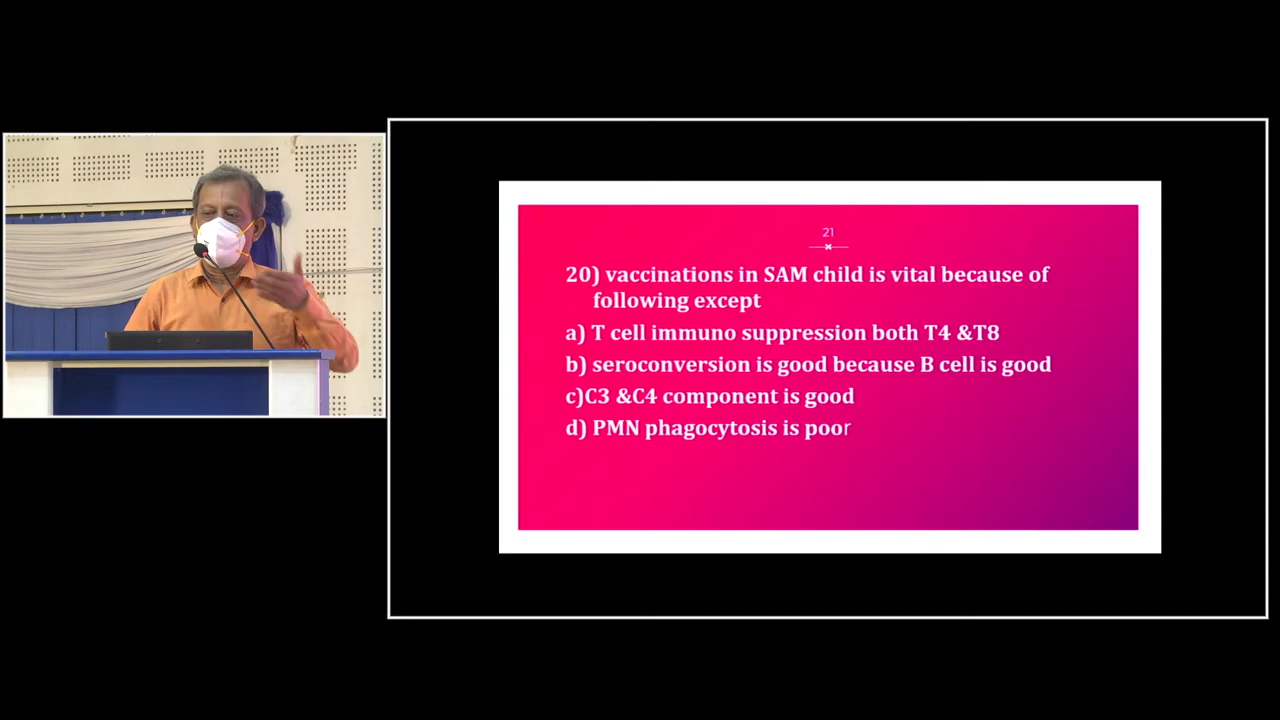 21
20) vaccinations in SAM child is vital because of
following except
a) T cell immuno suppression both T4 &T8
b) seroconversion is good because B cell is good
c)C3 &C4 component is good
d) PMN phagocytosis is poor